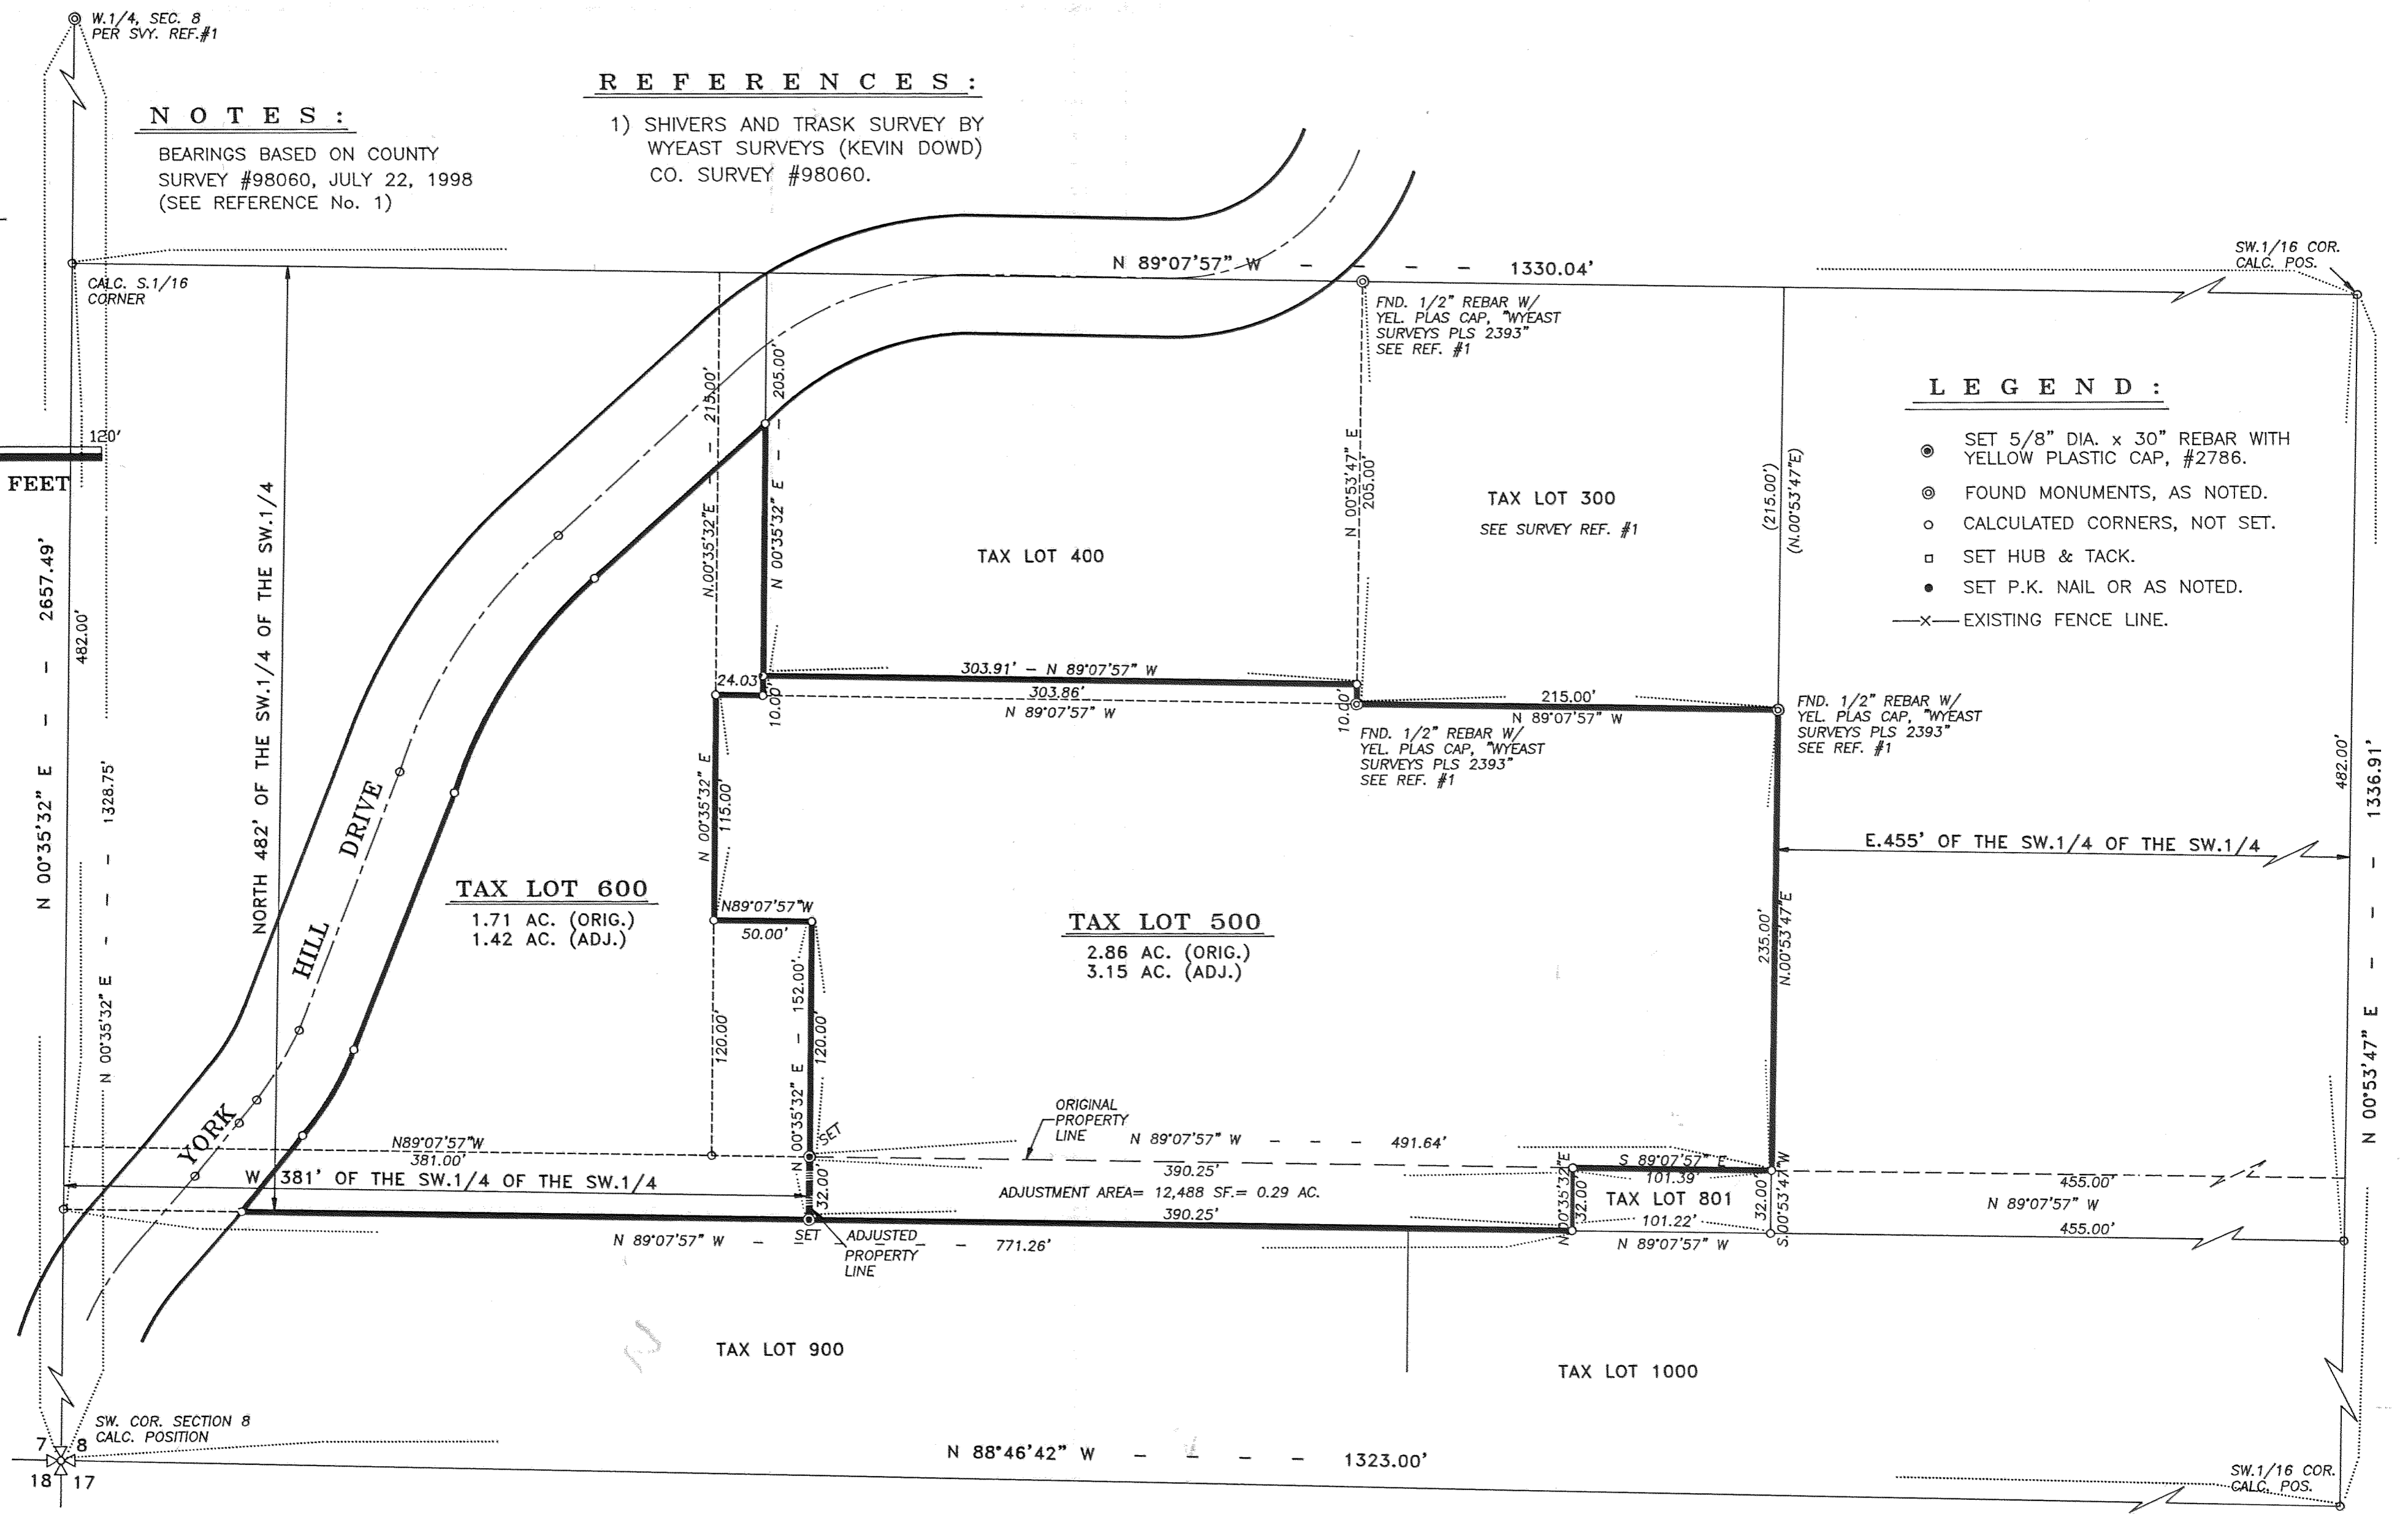 W.1/4, SEC. 8
PER SVY. REF.#1
N O T E S :
BEARINGS BASED ON COUNTY
SURVEY #98060, JULY 22, 1998
(SEE REFERENCE No. 1)
R E F E R E N C E S :
1) SHIVERS AND TRASK SURVEY BY
WYEAST SURVEYS (KEVIN DOWD)
CO. SURVEY #98060.
N 89°07'57" W - - - - 1330.04'
SW.1/16 COR.
CALC. POS.
CALC. S.1/16
CORNER
FND. 1/2" REBAR W/
YEL. PLAS CAP, "WYEAST
SURVEYS PLS 2393"
SEE REF. #1
L E G E N D :
SET 5/8" DIA. x 30" REBAR WITH
YELLOW PLASTIC CAP, #2786.
FOUND MONUMENTS, AS NOTED.
CALCULATED CORNERS, NOT SET.
SET HUB & TACK.
SET P.K. NAIL OR AS NOTED.
—x— EXISTING FENCE LINE.
120'
FEET
N 00°35'32" E - - 2657.49'
482.00'
N 00°35'32" E - - - 1328.75'
NORTH 482' OF THE SW.1/4 OF THE SW.1/4
N.00°35'32"E - - 215.00'
N 00°35'32" E - - 205.00'
N 00°53'47" E
205.00'
TAX LOT 300
SEE SURVEY REF. #1
(215.00')
(N.00°53'47"E)
TAX LOT 400
24.03'
303.91' - N 89°07'57" W
303.86'
N 89°07'57" W
10.00'
10.00'
215.00'
N 89°07'57" W
FND. 1/2" REBAR W/
YEL. PLAS CAP, "WYEAST
SURVEYS PLS 2393"
SEE REF. #1
FND. 1/2" REBAR W/
YEL. PLAS CAP, "WYEAST
SURVEYS PLS 2393"
SEE REF. #1
482.00'
N 00°53'47" E - - - 1336.91'
E.455' OF THE SW.1/4 OF THE SW.1/4
YORK HILL DRIVE
N 00°35'32" E
115.00'
TAX LOT 600
1.71 AC. (ORIG.)
1.42 AC. (ADJ.)
N89°07'57"W
50.00'
TAX LOT 500
2.86 AC. (ORIG.)
3.15 AC. (ADJ.)
120.00'
N 00°35'32" E - 152.00'
120.00'
235.00'
N.00°53'47"E
ORIGINAL
PROPERTY
LINE
N 89°07'57" W - - - 491.64'
SET
N89°07'57"W
381.00'
W. 381' OF THE SW.1/4 OF THE SW.1/4
390.25'
ADJUSTMENT AREA= 12,488 SF.= 0.29 AC.
390.25'
32.00'
S 89°07'57" E
101.39'
TAX LOT 801
N 00°35'32"E
32.00'
32.00'
S.00°53'47"W
101.22'
N 89°07'57" W
455.00'
N 89°07'57" W
455.00'
N 89°07'57" W - - - - - 771.26'
SET
ADJUSTED
PROPERTY
LINE
TAX LOT 900
TAX LOT 1000
SW. COR. SECTION 8
CALC. POSITION
7 8
18 17
N 88°46'42" W - - - - 1323.00'
SW.1/16 COR.
CALC. POS.